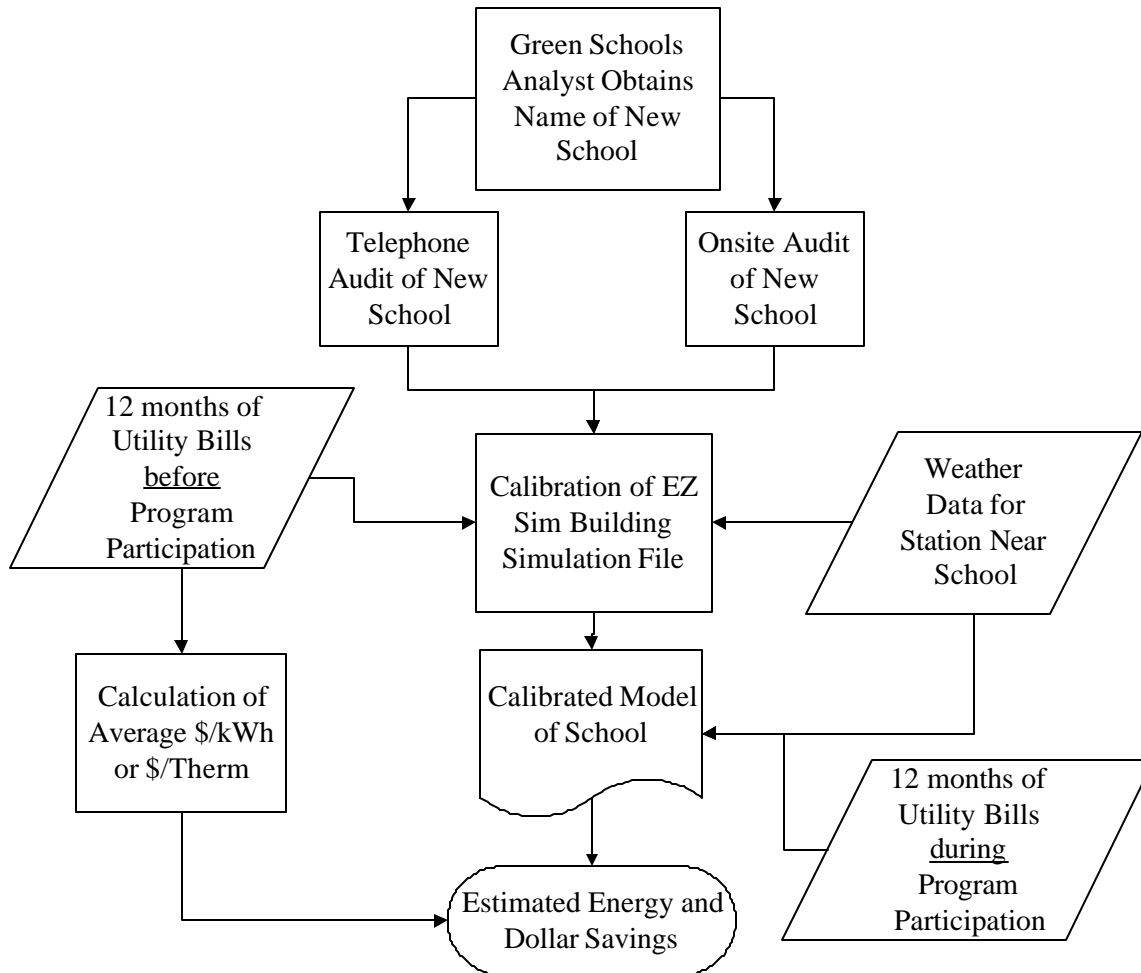 Green Schools
Analyst Obtains
Name of New
School
Telephone
Audit of New
School
Onsite Audit
of New
School
12 months of
Utility Bills
before
Program
Participation
Calibration of EZ
Sim Building
Simulation File
Weather
Data for
Station Near
School
Calculation of
Average $/kWh
or $/Therm
Calibrated Model
of School
12 months of
Utility Bills
during
Program
Participation
Estimated Energy and
Dollar Savings